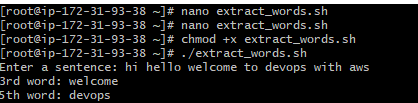 [root@ip-172-31-93-38 ~]# nano extract_words.sh
[root@ip-172-31-93-38 ~]# nano extract_words.sh
[root@ip-172-31-93-38 ~]# chmod +x extract_words.sh
[root@ip-172-31-93-38 ~]# ./extract_words.sh
Enter a sentence: hi hello welcome to devops with aws
3rd word: welcome
5th word: devops